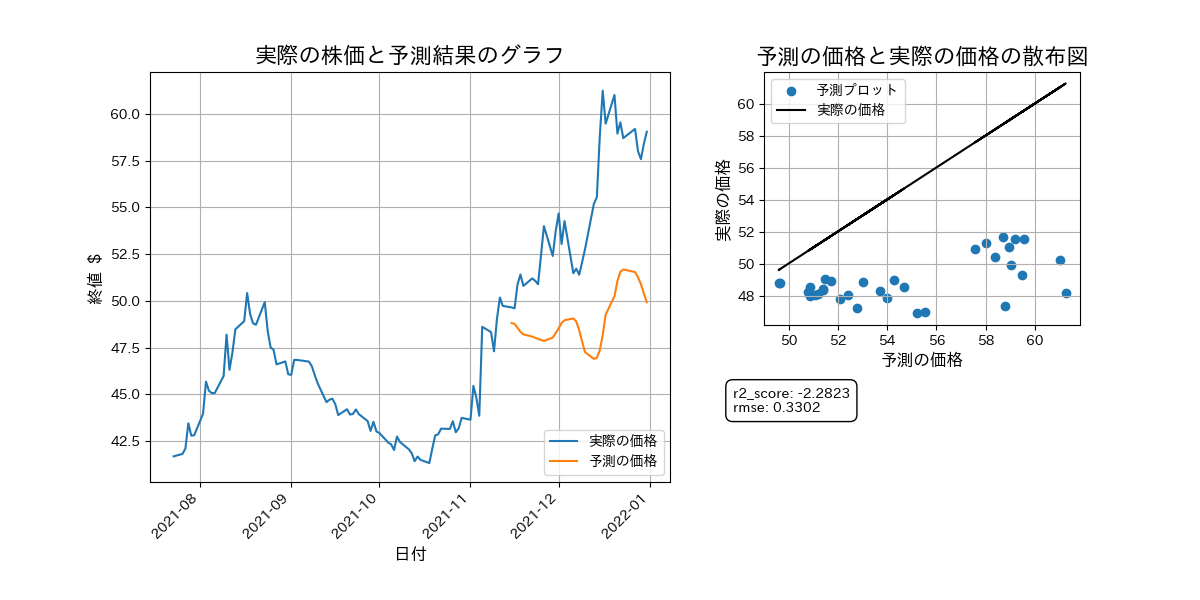 実際の株価と予測結果のグラフ
終値 $
60.0
57.5
55.0
52.5
50.0
47.5
45.0
42.5
2021-08
2021-09
2021-10
2021-11
2021-12
2022-01
日付
実際の価格
予測の価格
予測の価格と実際の価格の散布図
実際の価格
60
58
56
54
52
50
48
予測プロット
実際の価格
50
52
54
56
58
60
予測の価格
r2_score: -2.2823
rmse: 0.3302